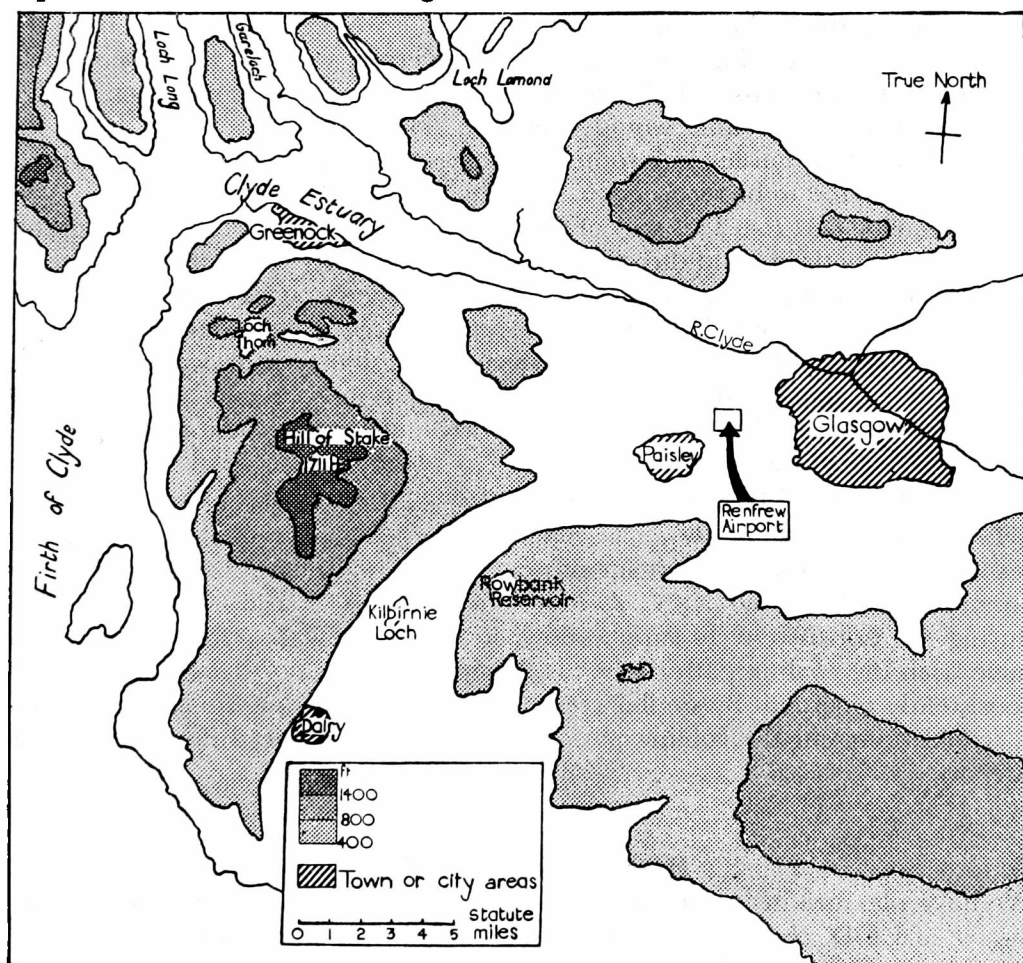 Loch Long
Gareloch
Loch Lomond
True North
Clyde Estuary
Greenock
Loch
Thom
R.Clyde
Hill of Stake
1711 ft
Glasgow
Paisley
Renfrew
Airport
Firth of Clyde
Rowbank
Reservoir
Kilbirnie
Loch
Dalry
ft
1400
800
400
Town or city areas
0 1 2 3 4 5 statute
miles